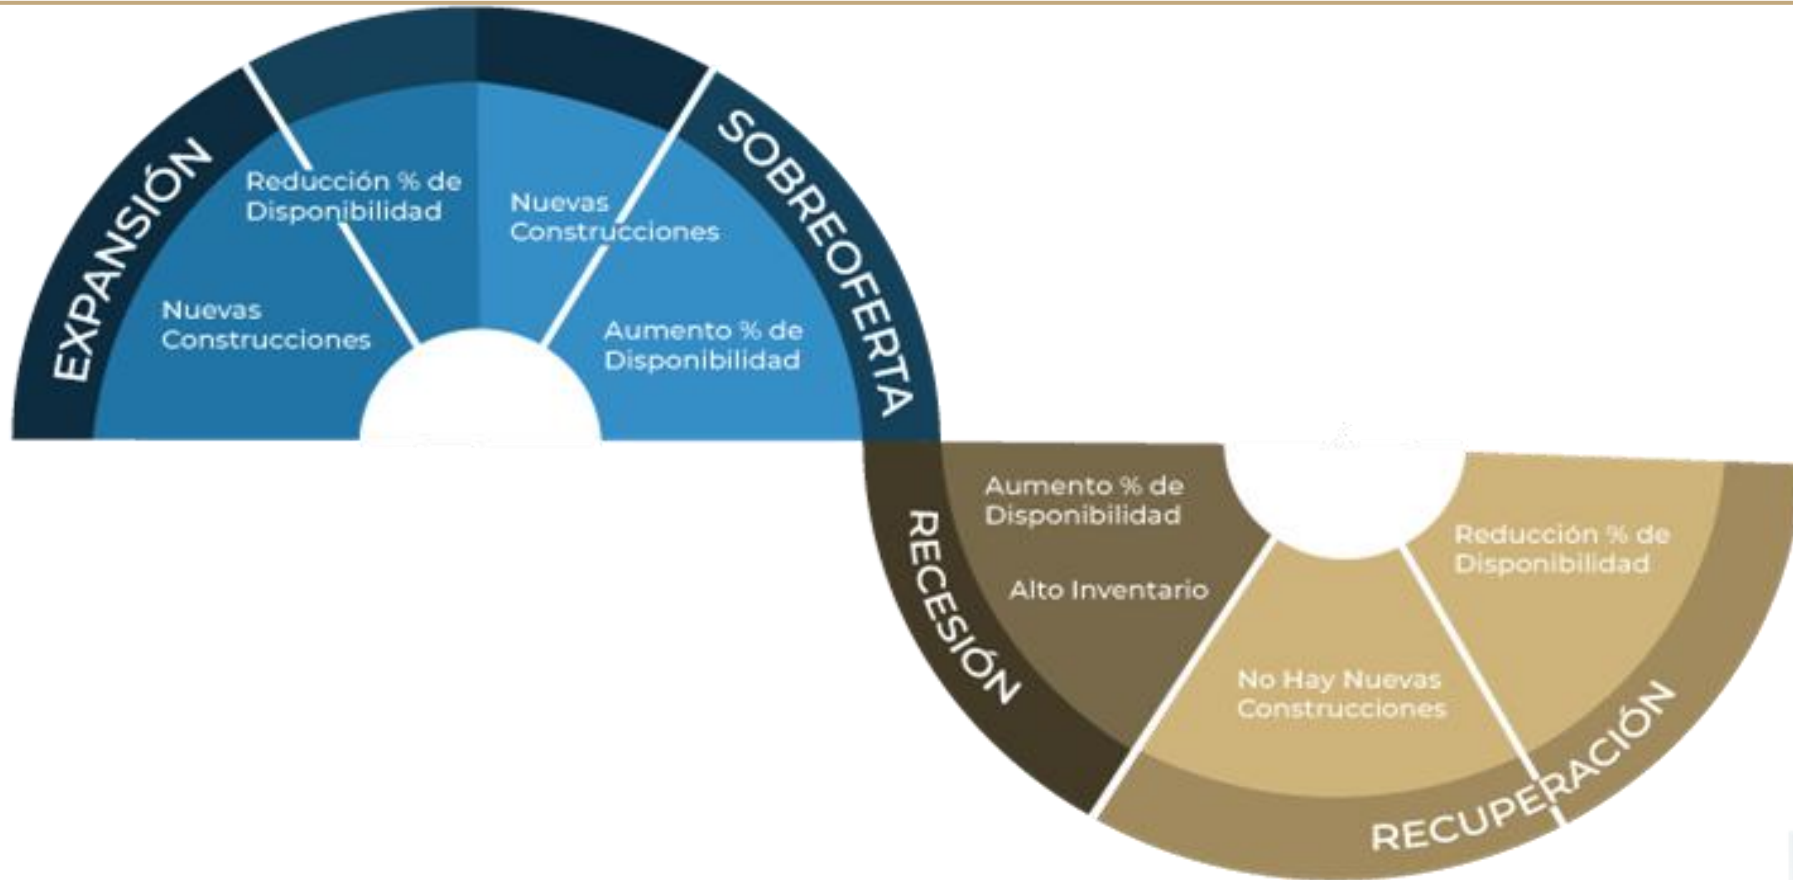 EXPANSIÓN
Reducción % de
Disponibilidad
Nuevas
Construcciones
SOBREOFERTA
Nuevas
Construcciones
Aumento % de
Disponibilidad
RECESIÓN
Aumento % de
Disponibilidad
Alto Inventario
No Hay Nuevas
Construcciones
Reducción % de
Disponibilidad
RECUPERACIÓN